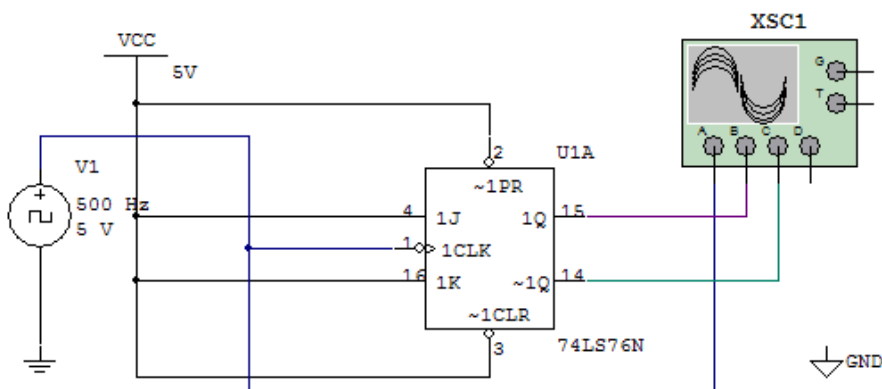 XSC1
VCC
5V
G
T
A B C D
V1
500 Hz
5 V
2 U1A
~1PR
4 1J 1Q 15
1 1CLK
16 1K ~1Q 14
~1CLR
3 74LS76N
GND